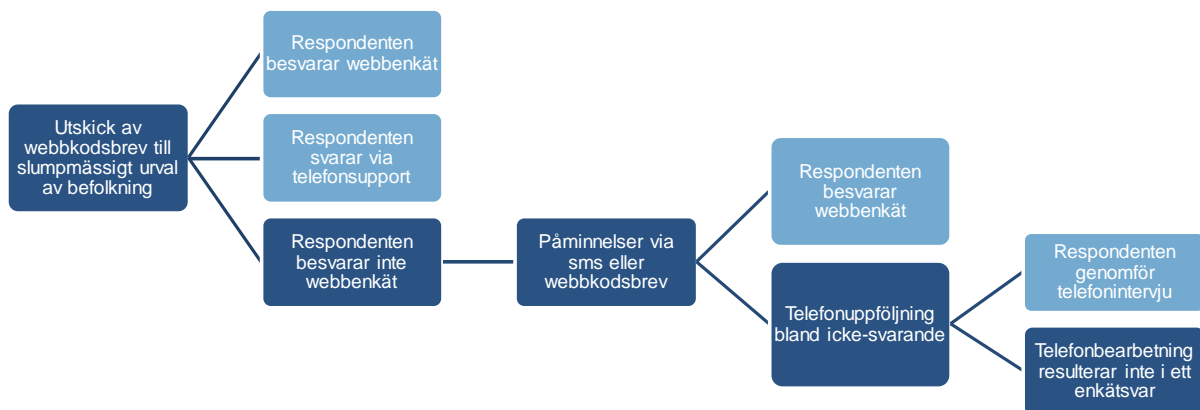 Utskick av
webbkodsbrev till
slumpmässigt urval
av befolkning
Respondenten
besvarar webbenkät
Respondenten
svarar via
telefonsupport
Respondenten
besvarar inte
webbenkät
Påminnelser via
sms eller
webbkodsbrev
Respondenten
besvarar
webbenkät
Telefonuppföljning
bland icke-svarande
Respondenten
genomför
telefonintervju
Telefonbearbetning
resulterar inte i ett
enkätsvar